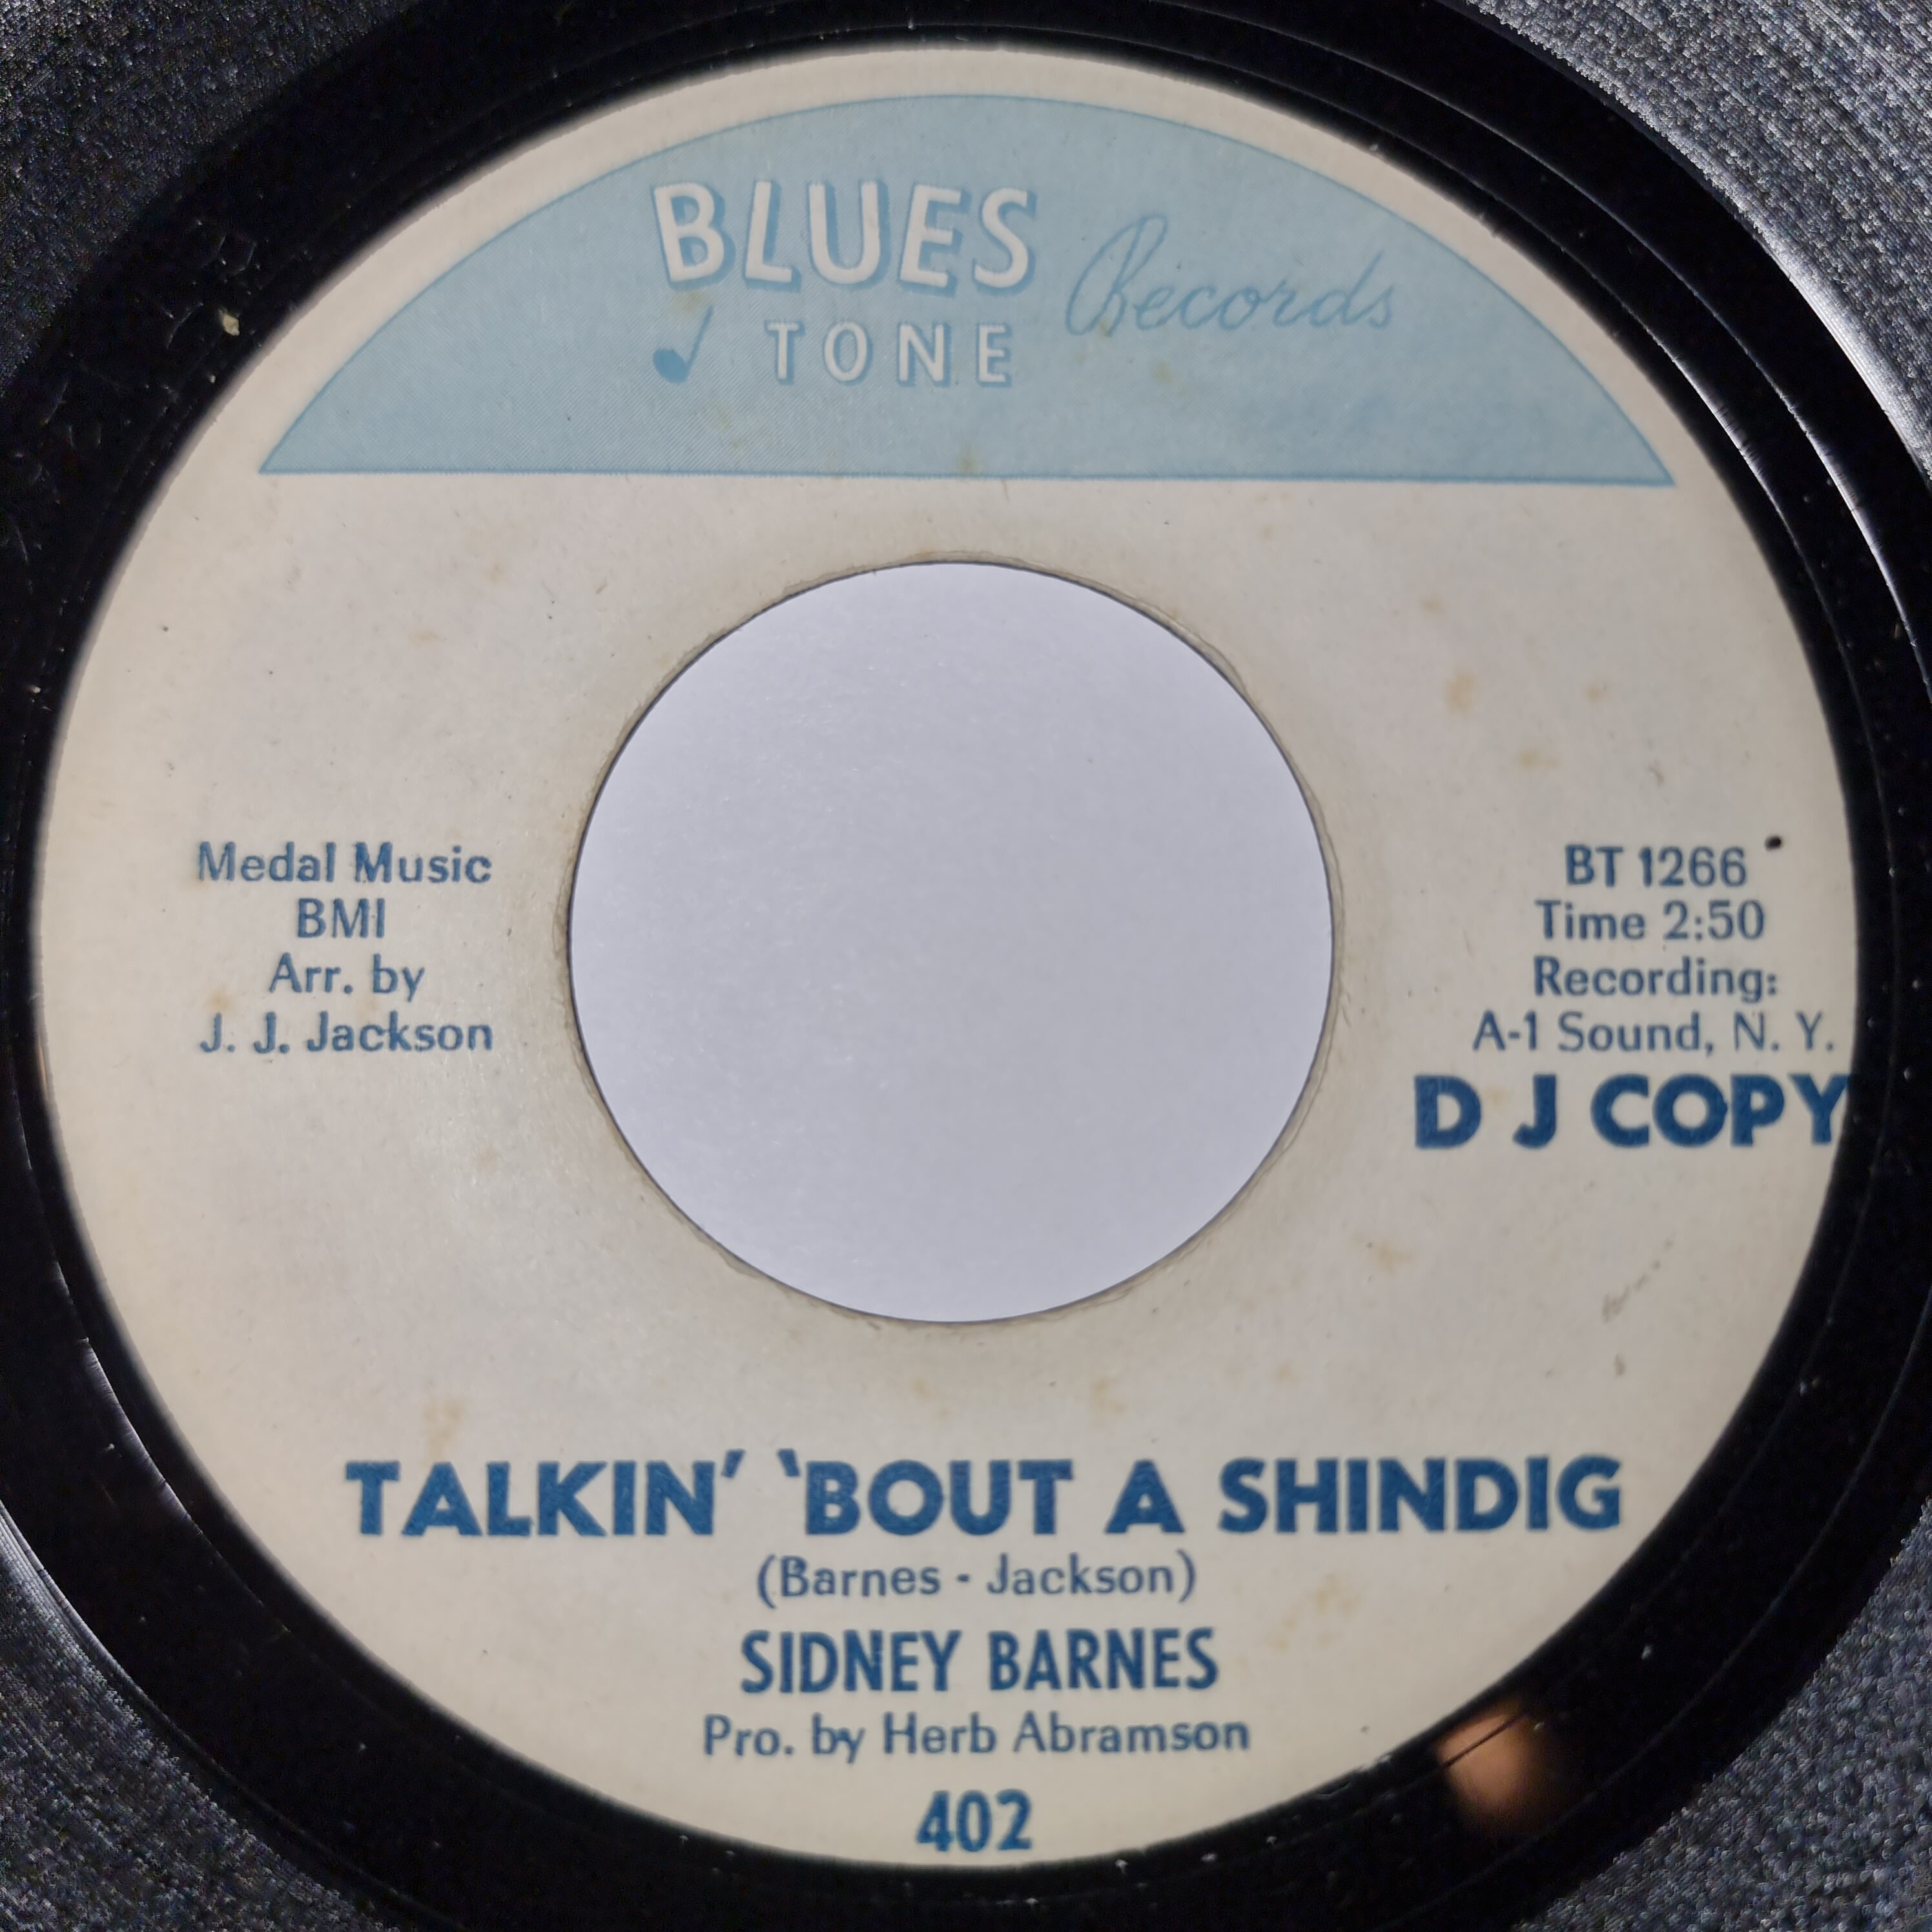 BLUES
TONE Records
Medal Music
BMI
Arr. by
J. J. Jackson
BT 1266
Time 2:50
Recording:
A-1 Sound, N. Y.
D J COPY
TALKIN' 'BOUT A SHINDIG
(Barnes - Jackson)
SIDNEY BARNES
Pro. by Herb Abramson
402